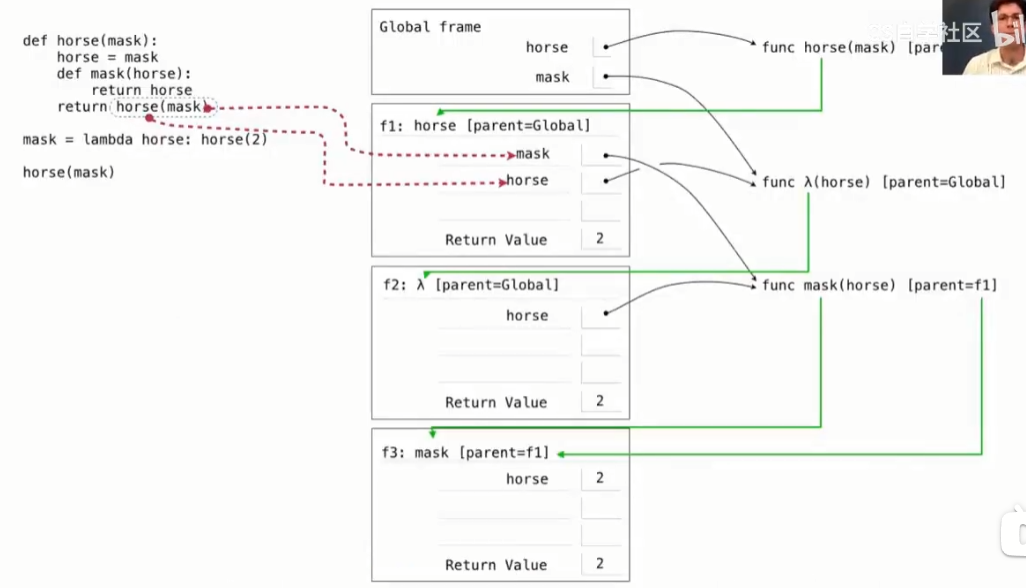 def horse(mask):
    horse = mask
    def mask(horse):
        return horse
    return horse(mask)
mask = lambda horse: horse(2)
horse(mask)
Global frame
horse
mask
f1: horse [parent=Global]
mask
horse
Return Value 2
f2: λ [parent=Global]
horse
Return Value 2
f3: mask [parent=f1]
horse 2
Return Value 2
func horse(mask) [par
func λ(horse) [parent=Global]
func mask(horse) [parent=f1]
社区